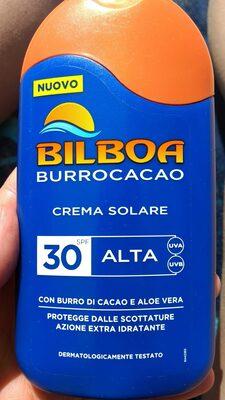 NUOVO
BILBOA
BURROCACAO
CREMA SOLARE
30 SPF ALTA UVA
UVB
CON BURRO DI CACAO E ALOE VERA
PROTEGGE DALLE SCOTTATURE
AZIONE EXTRA IDRATANTE
DERMATOLOGICAMENTE TESTATO